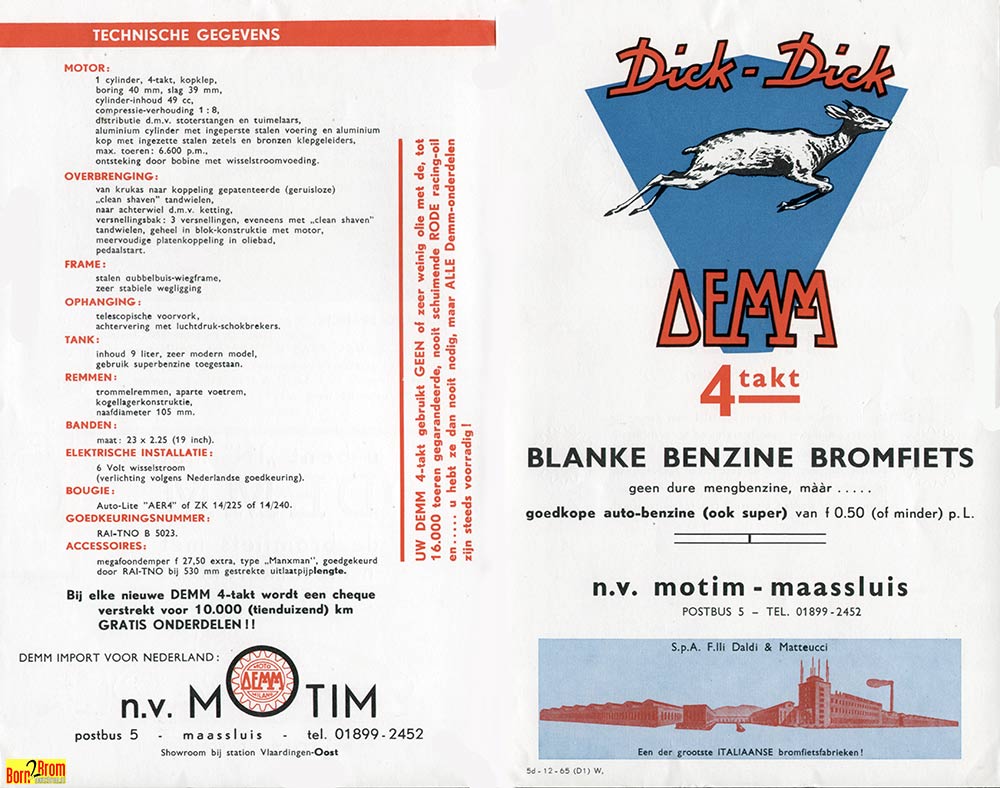 TECHNISCHE GEGEVENS
MOTOR:
1 cylinder, 4-takt, kopklep,
boring 40 mm, slag 39 mm,
cylinder-inhoud 49 cc,
compressie-verhouding 1 : 8,
distributie d.m.v. stoterstangen en tuimelaars,
aluminium cylinder met ingeperste stalen voering en aluminium
kop met ingezette stalen zetels en bronzen klepgeleiders,
max. toeren: 6.600 p.m.,
ontsteking door bobine met wisselstroomvoeding.
OVERBRENGING:
van krukas naar koppeling gepatenteerde (geruisloze)
„clean shaven” tandwielen,
naar achterwiel d.m.v. ketting,
versnellingsbak: 3 versnellingen, eveneens met „clean shaven”
tandwielen, geheel in blok-konstruktie met motor,
meervoudige platenkoppeling in oliebad,
pedaalstart.
FRAME:
stalen dubbelbuis-wiegframe,
zeer stabiele wegligging
OPHANGING:
telescopische voorvork,
achtervering met luchtdruk-schokbrekers.
TANK:
inhoud 9 liter, zeer modern model,
gebruik superbenzine toegestaan.
REMMEN:
trommelremmen, aparte voetrem,
kogellagerkonstruktie,
naafdiameter 105 mm.
BANDEN:
maat: 23 x 2.25 (19 inch).
ELEKTRISCHE INSTALLATIE:
6 Volt wisselstroom
(verlichting volgens Nederlandse goedkeuring).
BOUGIE:
Auto-Lite "AER4" of ZK 14/225 of 14/240.
GOEDKEURINGSNUMMER:
RAI-TNO B 5023.
ACCESSOIRES:
megafoondemper f 27,50 extra, type „Manxman”, goedgekeurd
door RAI-TNO bij 530 mm gestrekte uitlaatpijplengte.
Bij elke nieuwe DEMM 4-takt wordt een cheque
verstrekt voor 10.000 (tienduizend) km
GRATIS ONDERDELEN!!
UW DEMM 4-takt gebruikt GEEN of zeer weinig olie met de, tot
16.000 toeren gegarandeerde, nooit schuimende RODE racing-oil
en..... u hebt ze dan nooit nodig, maar ALLE Demm-onderdelen
zijn steeds voorradig!
DEMM IMPORT VOOR NEDERLAND:
MOTO
DEMM
MILANO
n.v. MOTIM
postbus 5 - maassluis - tel. 01899-2452
Showroom bij station Vlaardingen-Oost
Born2Brom
Dick-Dick
DEMM
4 takt
BLANKE BENZINE BROMFIETS
geen dure mengbenzine, mààr .....
goedkope auto-benzine (ook super) van f 0.50 (of minder) p. L.
n.v. motim - maassluis
POSTBUS 5 - TEL. 01899-2452
S.p.A. F.lli Daldi & Matteucci
Een der grootste ITALIAANSE bromfietsfabrieken!
5d-12-65 (D1) W.